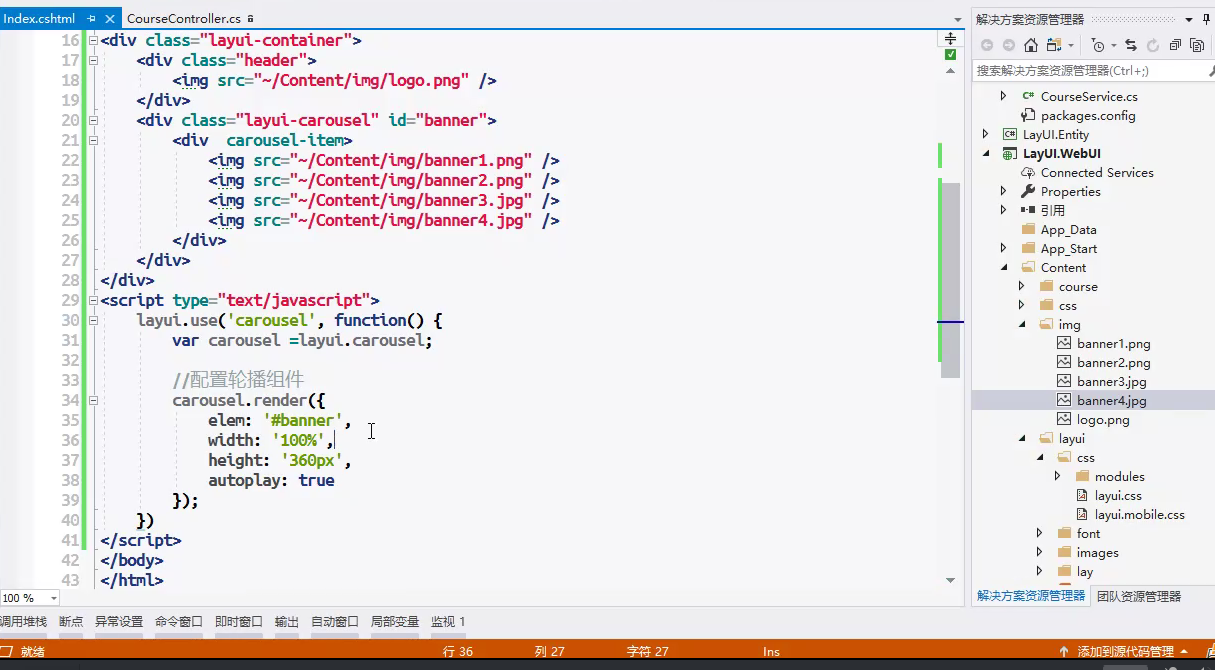 Index.cshtml CourseController.cs
16 <div class="layui-container">
17 <div class="header">
18 <img src="~/Content/img/logo.png" />
19 </div>
20 <div class="layui-carousel" id="banner">
21 <div  carousel-item>
22 <img src="~/Content/img/banner1.png" />
23 <img src="~/Content/img/banner2.png" />
24 <img src="~/Content/img/banner3.jpg" />
25 <img src="~/Content/img/banner4.jpg" />
26 </div>
27 </div>
28 </div>
29 <script type="text/javascript">
30 layui.use('carousel', function() {
31 var carousel =layui.carousel;
32
33 //配置轮播组件
34 carousel.render({
35 elem: '#banner',
36 width: '100%',
37 height: '360px',
38 autoplay: true
39 });
40 })
41 </script>
42 </body>
43 </html>
100 %
解决方案资源管理器
搜索解决方案资源管理器(Ctrl+;)
C# CourseService.cs
packages.config
C# LayUI.Entity
LayUI.WebUI
Connected Services
Properties
引用
App_Data
App_Start
Content
course
css
img
banner1.png
banner2.png
banner3.jpg
banner4.jpg
logo.png
layui
css
modules
layui.css
layui.mobile.css
font
images
lay
解决方案资源管理器 团队资源管理器
调用堆栈 断点 异常设置 命令窗口 即时窗口 输出 自动窗口 局部变量 监视 1
就绪 行 36 列 27 字符 27 Ins 添加到源代码管理